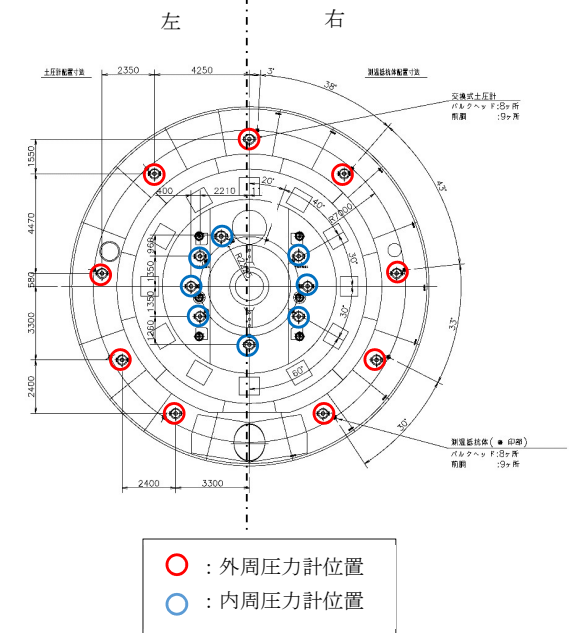 左
右
土圧計配置寸法
2350
4250
3°
測温抵抗体配置寸法
38°
交換式土圧計
バルクヘッド:8ヶ所
前胴 :9ヶ所
1550
43°
400
2210
20°
40°
R7000
4470
960
39°
680
1350
1350
30°
33°
3300
1260
60°
2400
30°
測温抵抗体(● 印部)
バルクヘッド:8ヶ所
前胴 :9ヶ所
2400
3300
:外周圧力計位置
:内周圧力計位置